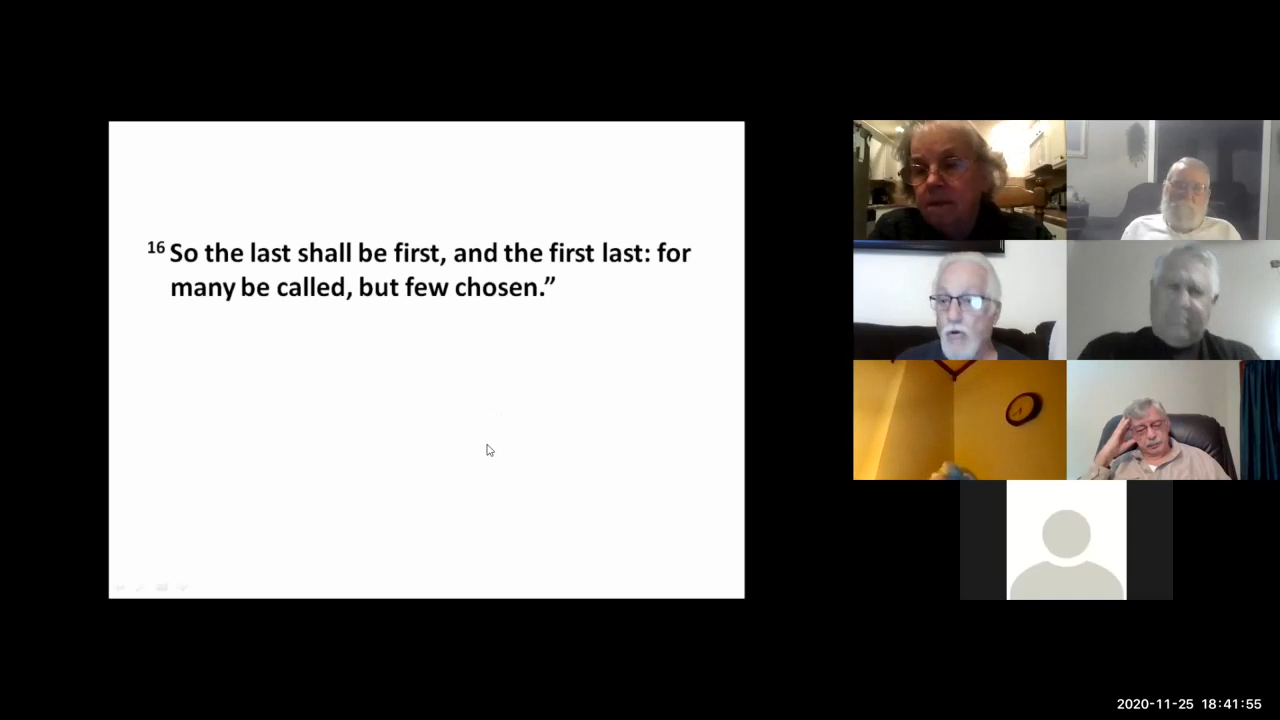 16 So the last shall be first, and the first last: for
many be called, but few chosen.”
2020-11-25 18:41:55